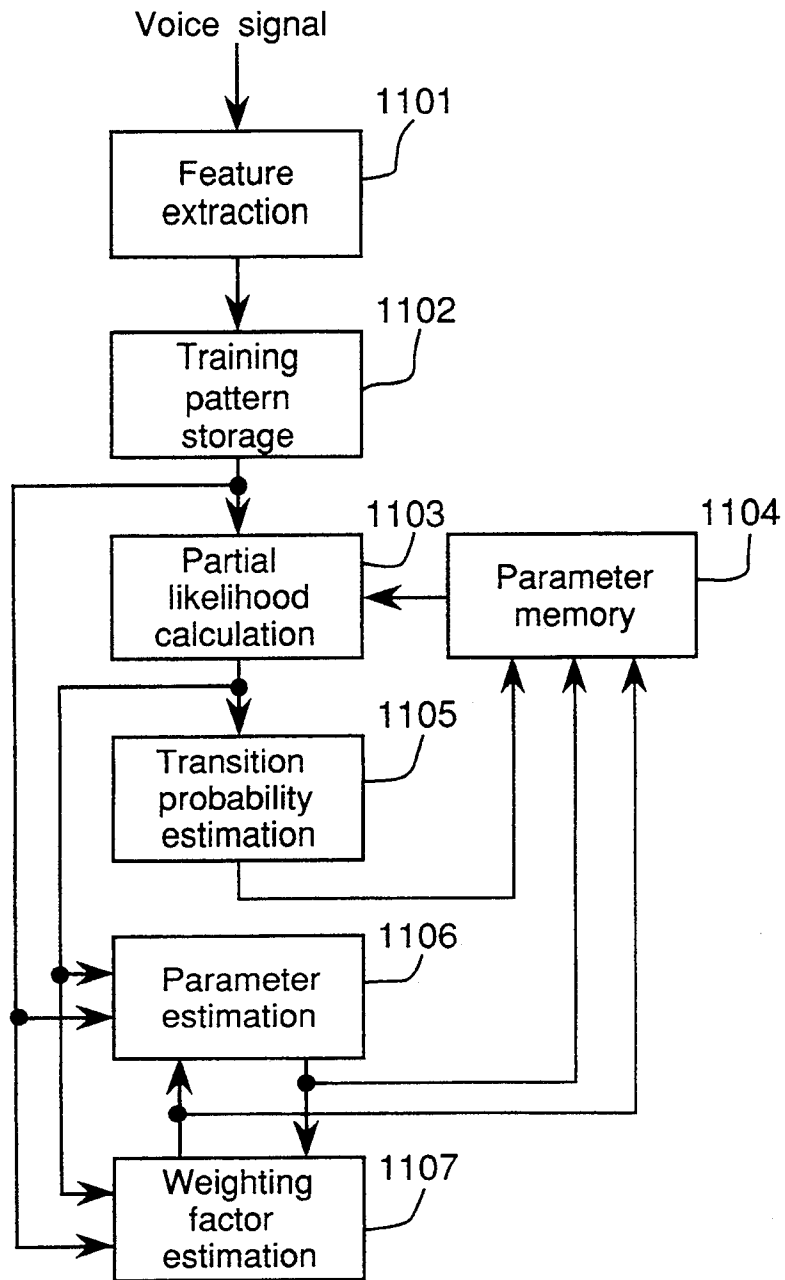 Voice signal
1101
Feature
extraction
1102
Training
pattern
storage
1103
Partial
likelihood
calculation
1104
Parameter
memory
1105
Transition
probability
estimation
1106
Parameter
estimation
1107
Weighting
factor
estimation